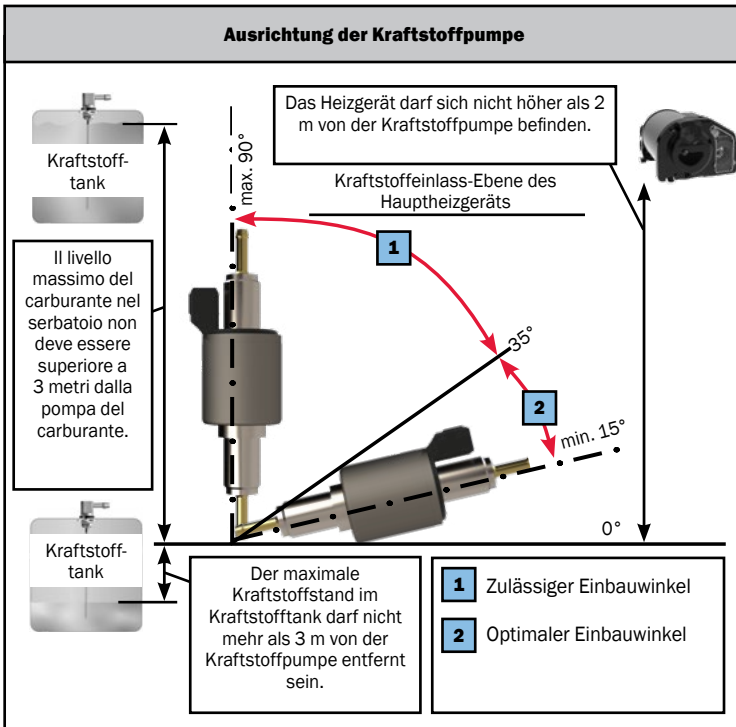 Ausrichtung der Kraftstoffpumpe
Kraftstoff-
tank
max. 90°
Das Heizgerät darf sich nicht höher als 2
m von der Kraftstoffpumpe befinden.
Kraftstoffeinlass-Ebene des
Hauptheizgeräts
1
Il livello
massimo del
carburante nel
serbatoio non
deve essere
superiore a
3 metri dalla
pompa del
carburante.
35°
2
min. 15°
0°
Kraftstoff-
tank
Der maximale
Kraftstoffstand im
Kraftstofftank darf nicht
mehr als 3 m von der
Kraftstoffpumpe entfernt
sein.
1 Zulässiger Einbauwinkel
2 Optimaler Einbauwinkel